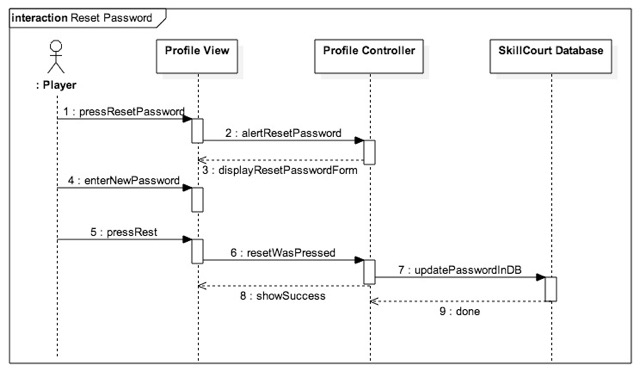 interaction Reset Password
Profile View
Profile Controller
SkillCourt Database
: Player
1 : pressResetPassword
2 : alertResetPassword
3 : displayResetPasswordForm
4 : enterNewPassword
5 : pressRest
6 : resetWasPressed
7 : updatePasswordInDB
8 : showSuccess
9 : done